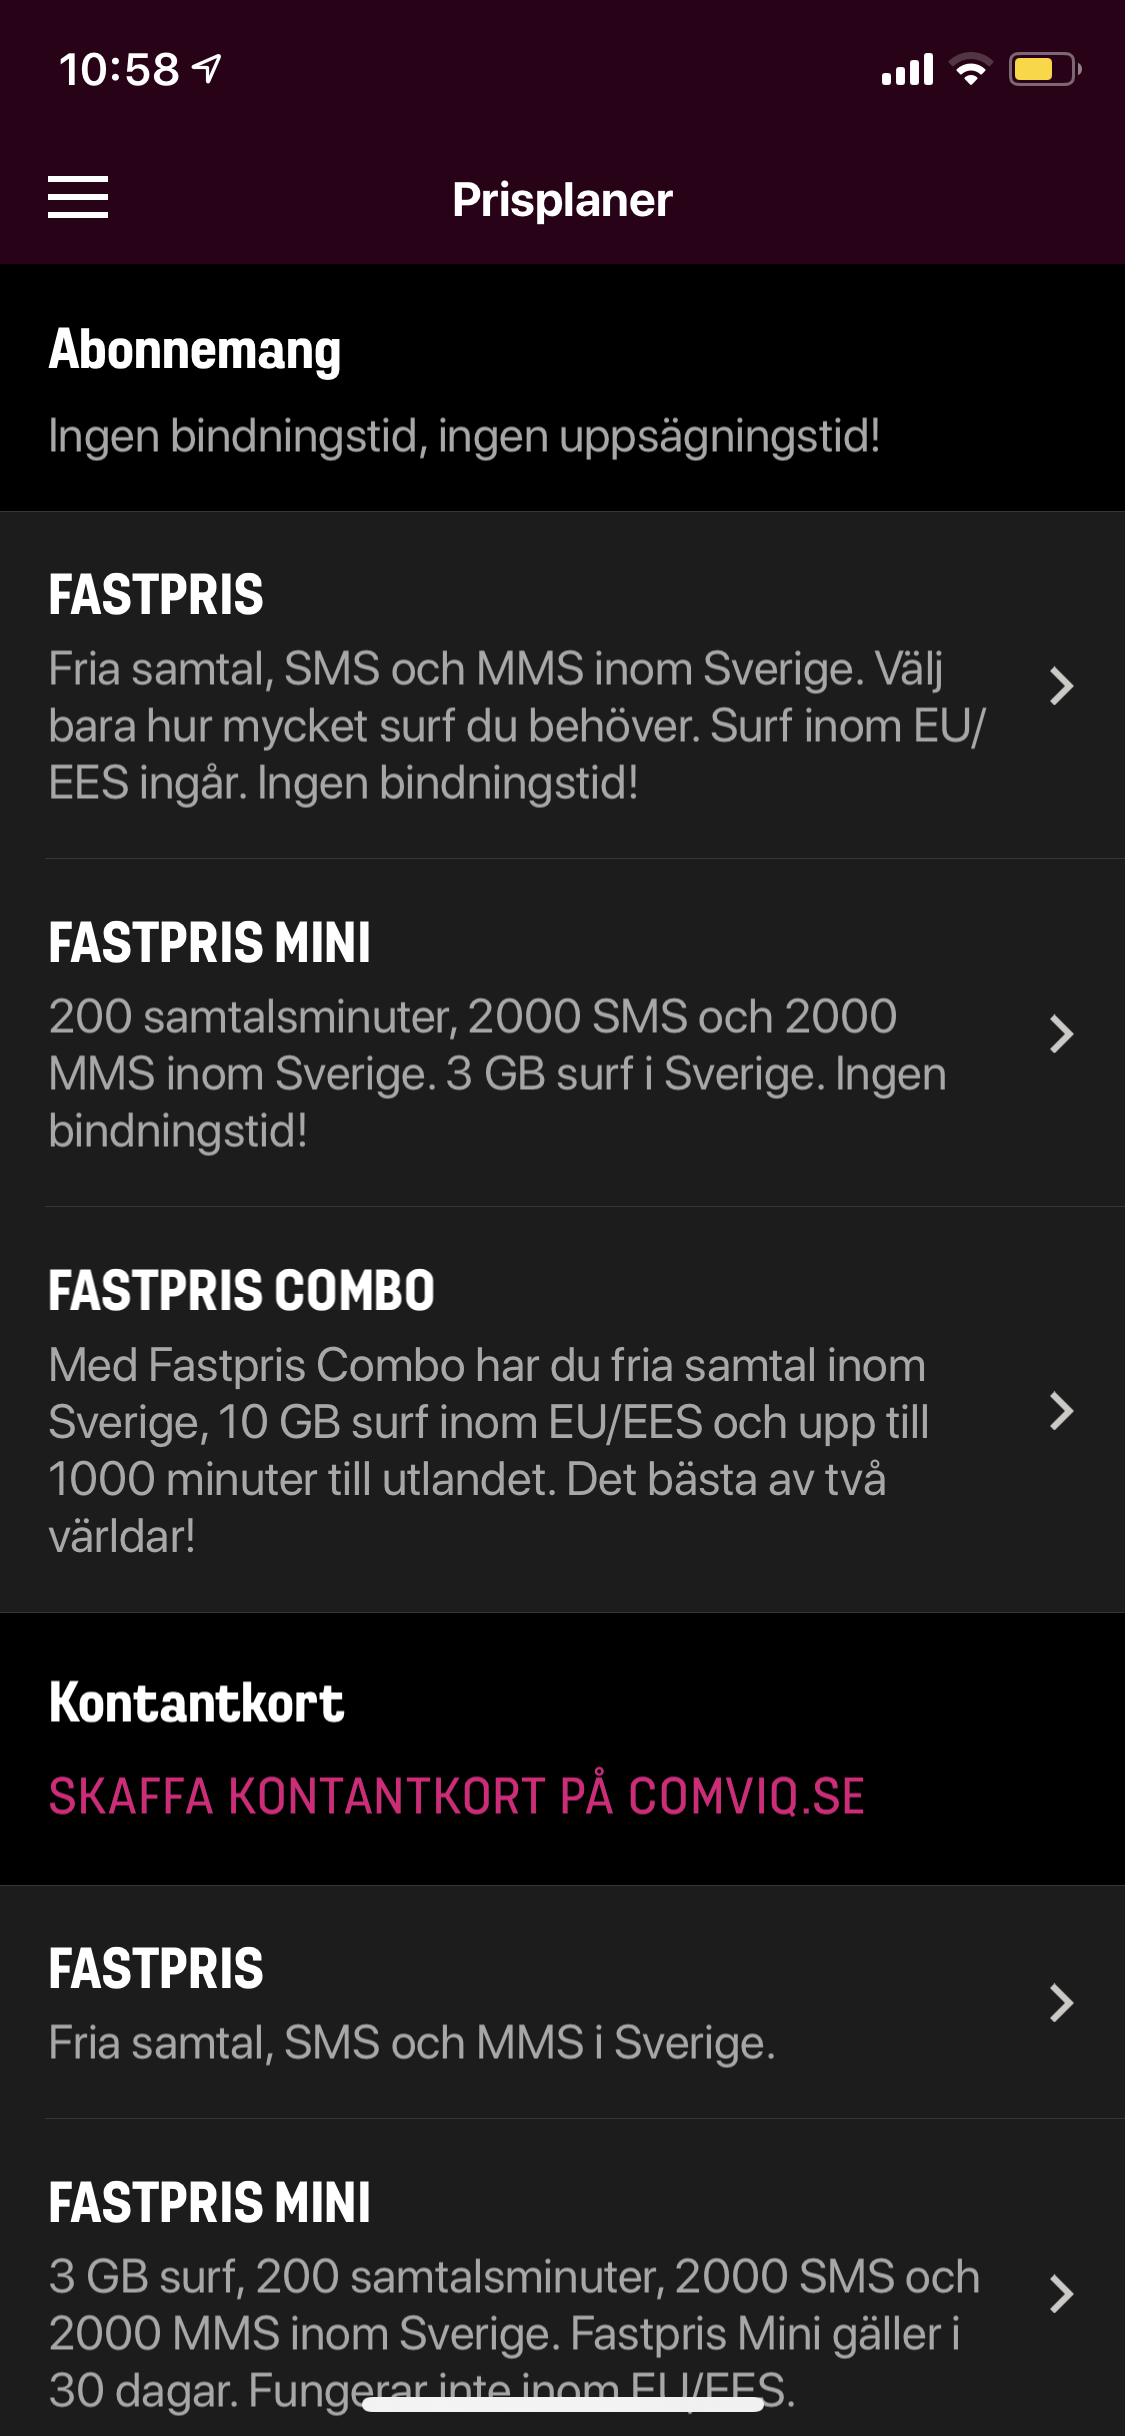 10:58
Prisplaner
Abonnemang
Ingen bindningstid, ingen uppsägningstid!
FASTPRIS
Fria samtal, SMS och MMS inom Sverige. Välj
bara hur mycket surf du behöver. Surf inom EU/
EES ingår. Ingen bindningstid!
FASTPRIS MINI
200 samtalsminuter, 2000 SMS och 2000
MMS inom Sverige. 3 GB surf i Sverige. Ingen
bindningstid!
FASTPRIS COMBO
Med Fastpris Combo har du fria samtal inom
Sverige, 10 GB surf inom EU/EES och upp till
1000 minuter till utlandet. Det bästa av två
världar!
Kontantkort
SKAFFA KONTANTKORT PÅ COMVIQ.SE
FASTPRIS
Fria samtal, SMS och MMS i Sverige.
FASTPRIS MINI
3 GB surf, 200 samtalsminuter, 2000 SMS och
2000 MMS inom Sverige. Fastpris Mini gäller i
30 dagar. Fungerar inte inom EU/EES.